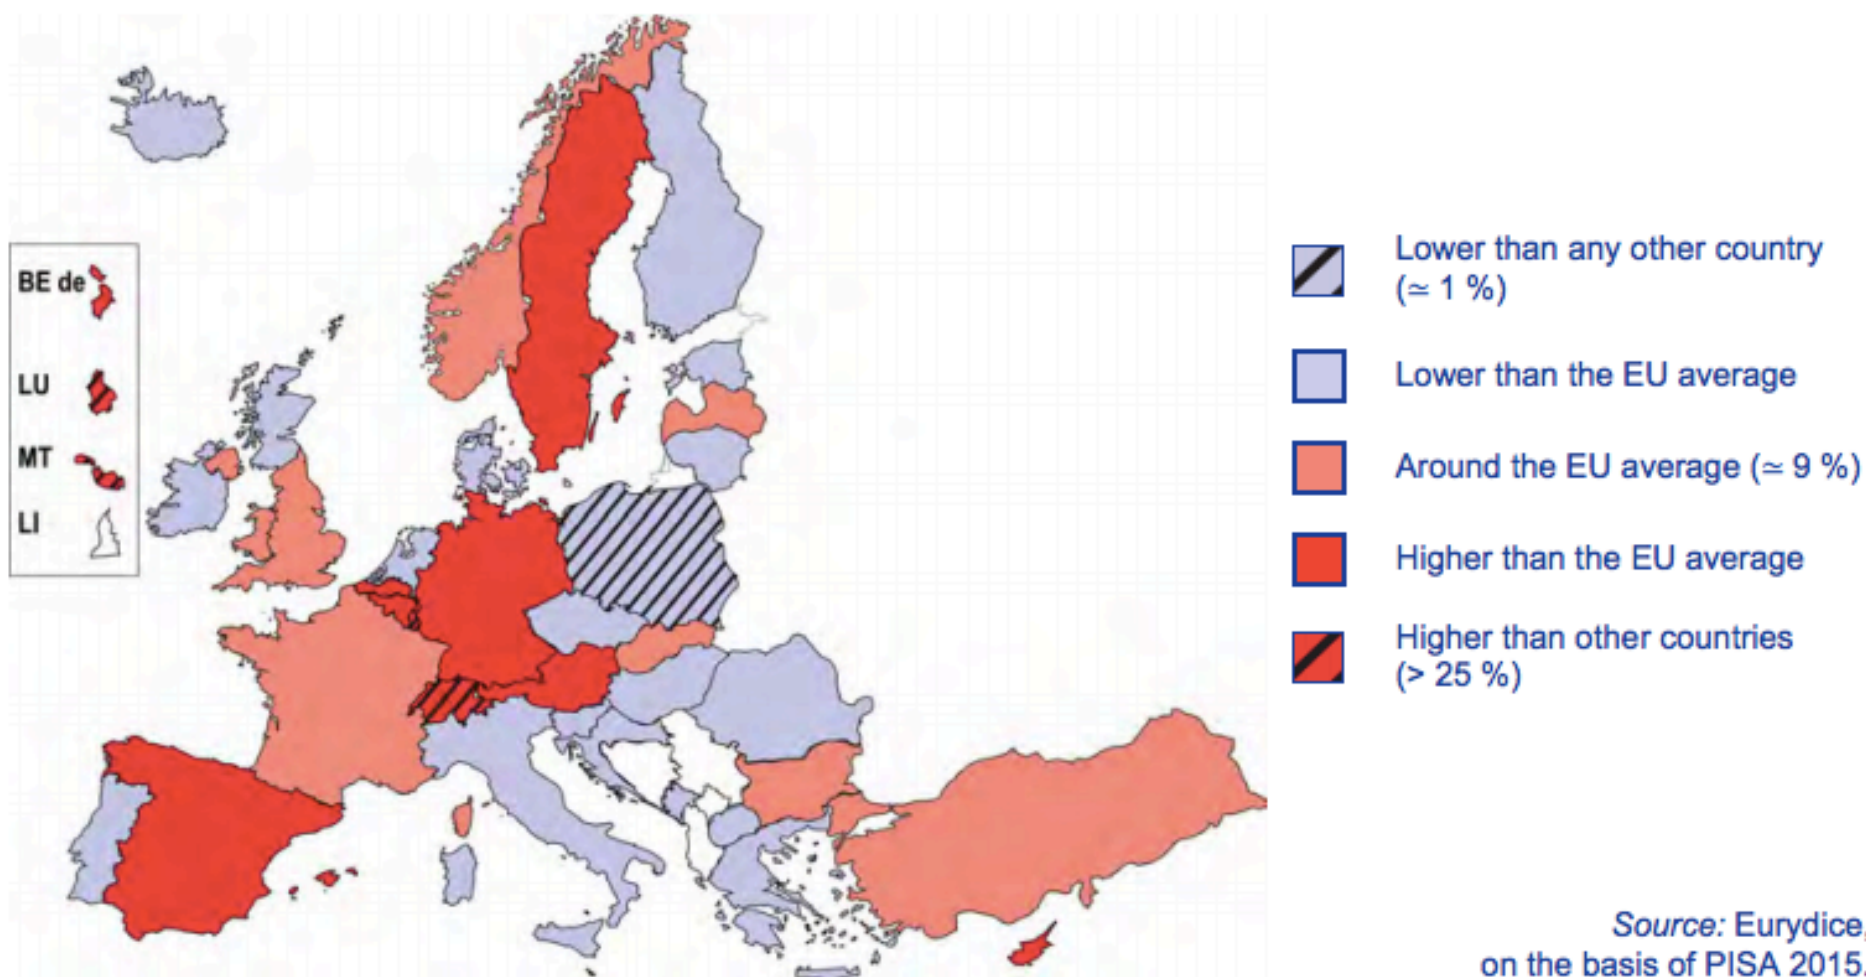 BE de
LU
MT
LI
Lower than any other country
(≃ 1 %)
Lower than the EU average
Around the EU average (≃ 9 %)
Higher than the EU average
Higher than other countries
(> 25 %)
Source: Eurydice,
on the basis of PISA 2015.